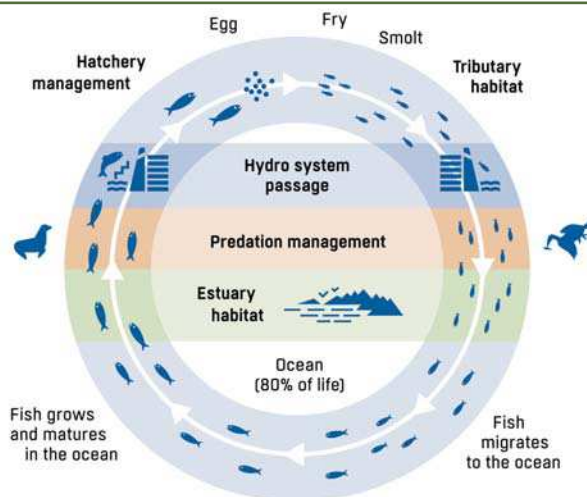 Egg
Fry
Smolt
Hatchery
management
Tributary
habitat
Hydro system
passage
Predation management
Estuary
habitat
Ocean
(80% of life)
Fish grows
and matures
in the ocean
Fish
migrates
to the ocean